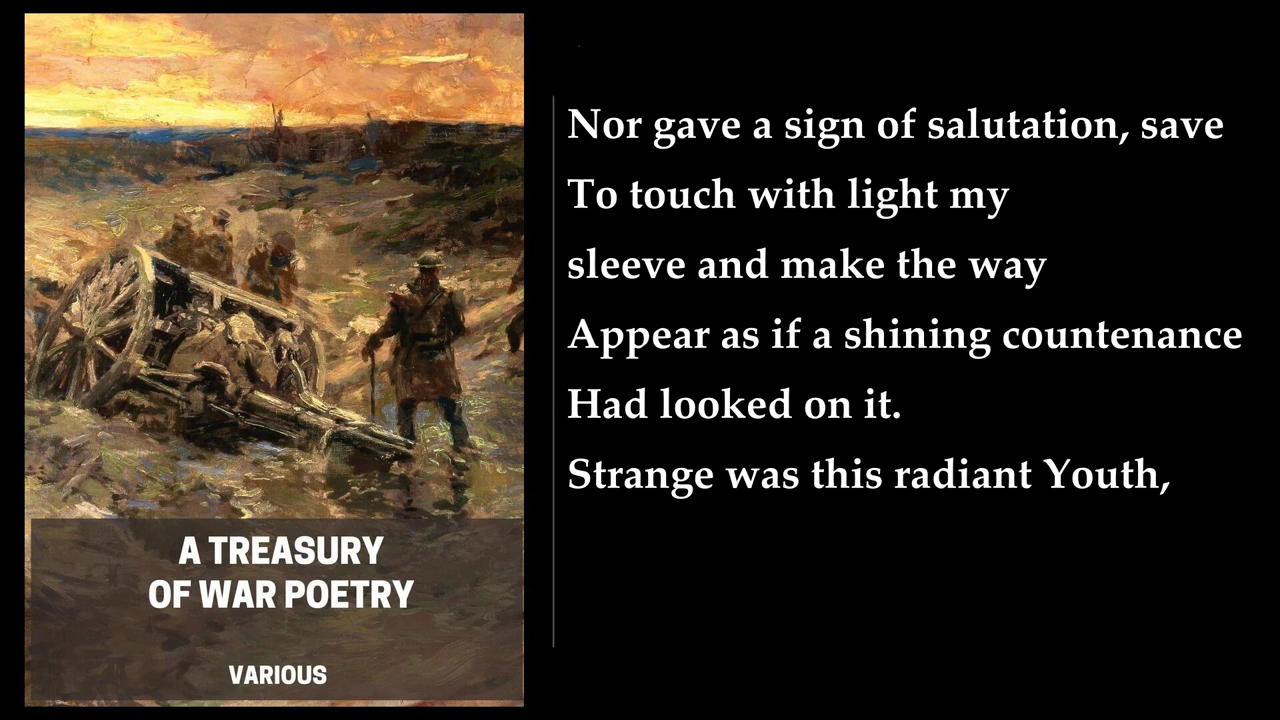 A TREASURY
OF WAR POETRY
VARIOUS
Nor gave a sign of salutation, save
To touch with light my
sleeve and make the way
Appear as if a shining countenance
Had looked on it.
Strange was this radiant Youth,